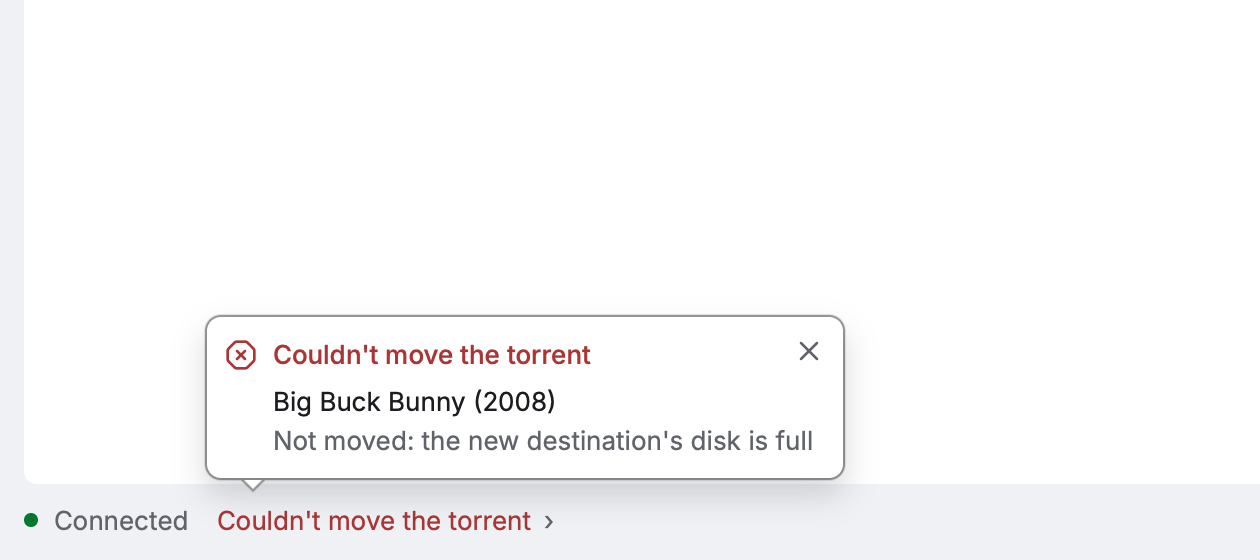 Couldn't move the torrent
Big Buck Bunny (2008)
Not moved: the new destination's disk is full
Connected
Couldn't move the torrent ›